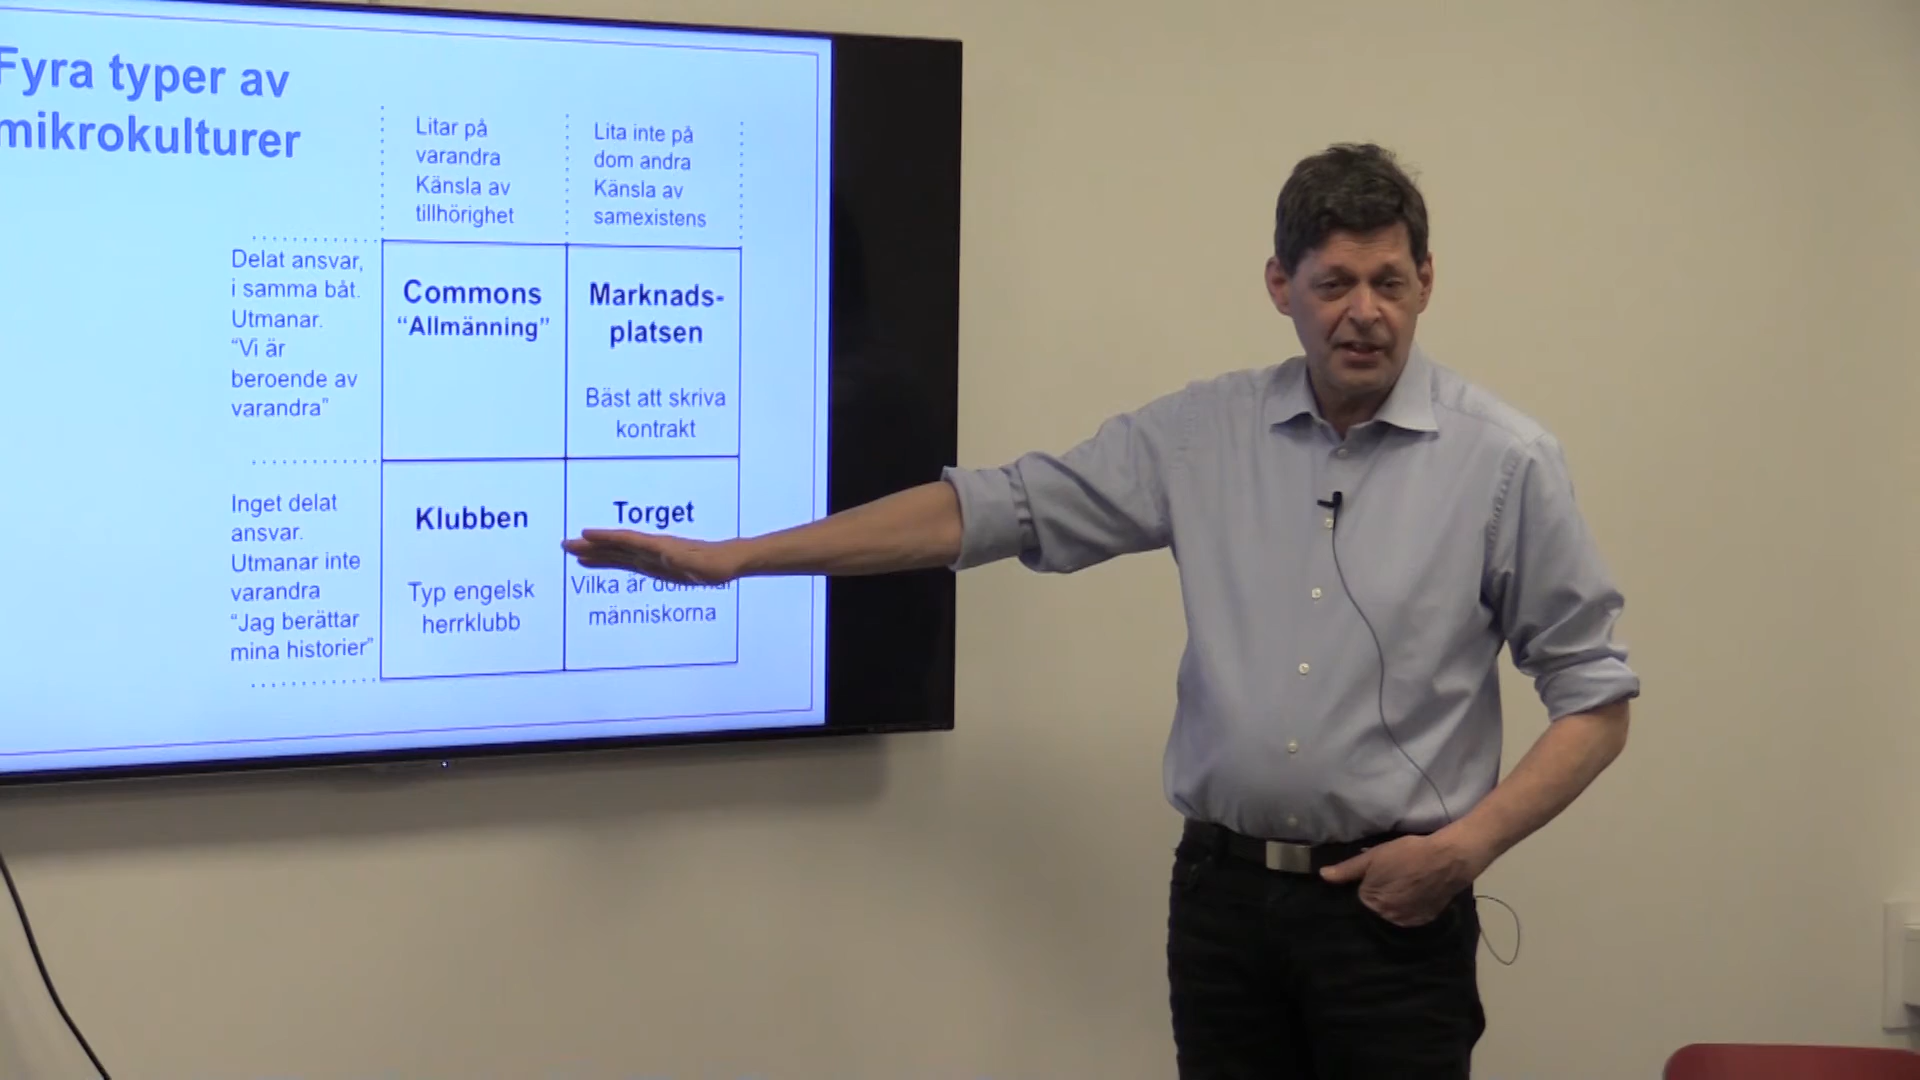 Fyra typer av
mikrokulturer
Litar på
varandra
Känsla av
tillhörighet
Lita inte på
dom andra
Känsla av
samexistens
Delat ansvar,
i samma båt.
Utmanar.
“Vi är
beroende av
varandra”
Commons
“Allmänning”
Marknads-
platsen
Bäst att skriva
kontrakt
Inget delat
ansvar.
Utmanar inte
varandra
“Jag berättar
mina historier”
Klubben
Typ engelsk
herrklubb
Torget
Vilka är
människorna